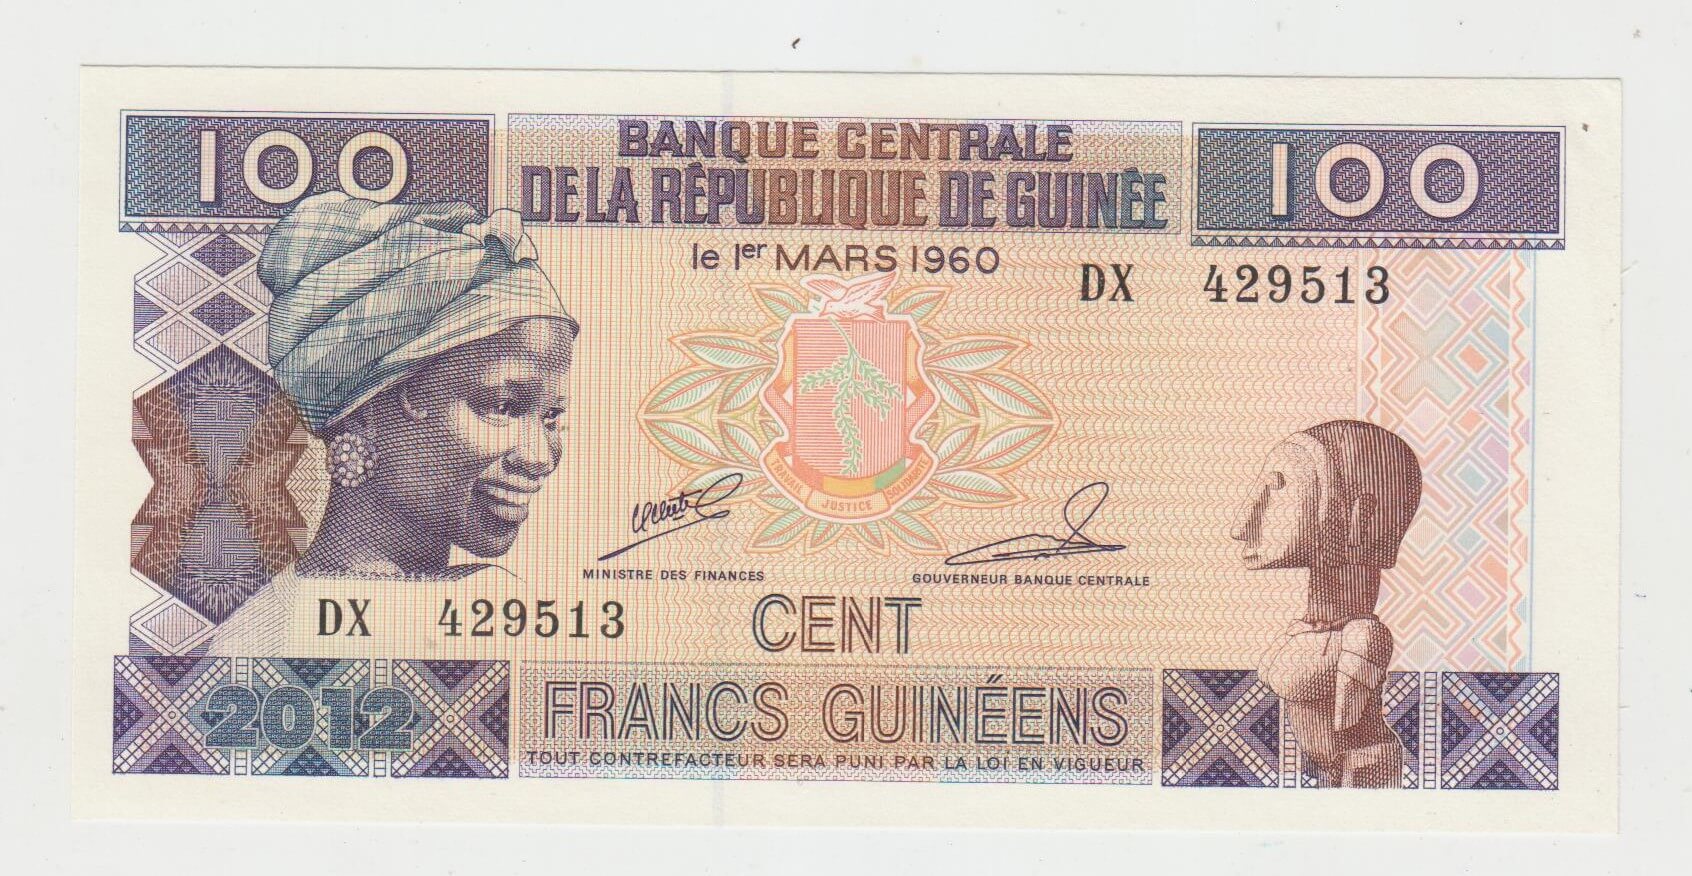 100
BANQUE CENTRALE
DE LA RÉPUBLIQUE DE GUINÉE
100
le 1er MARS 1960
DX 429513
TRAVAIL JUSTICE SOLIDARITÉ
MINISTRE DES FINANCES
GOUVERNEUR BANQUE CENTRALE
DX 429513
CENT
2012
FRANCS GUINÉENS
TOUT CONTREFACTEUR SERA PUNI PAR LA LOI EN VIGUEUR